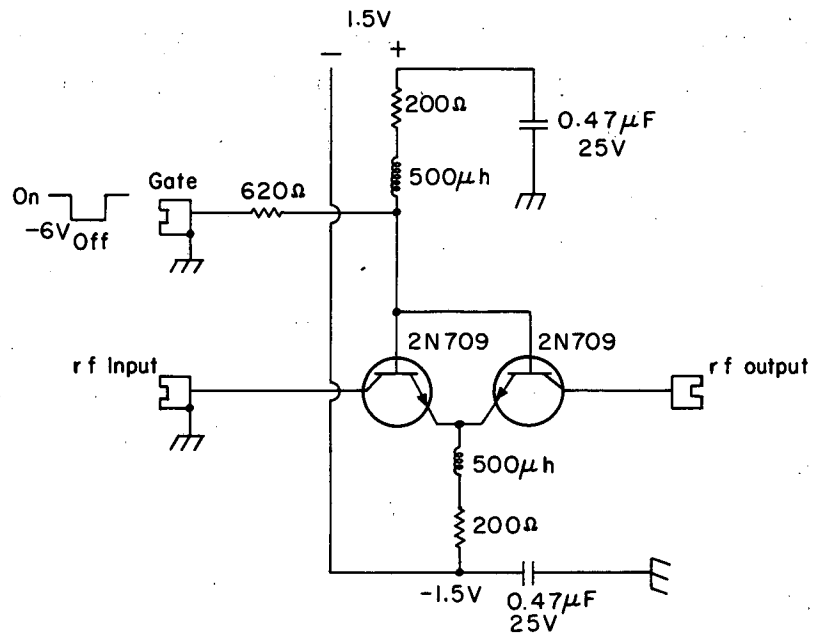 1.5V
− +
200Ω
0.47μF
25V
500μh
Gate
620Ω
On
-6V Off
2N709
2N709
rf Input
rf output
500μh
200Ω
-1.5V
0.47μF
25V